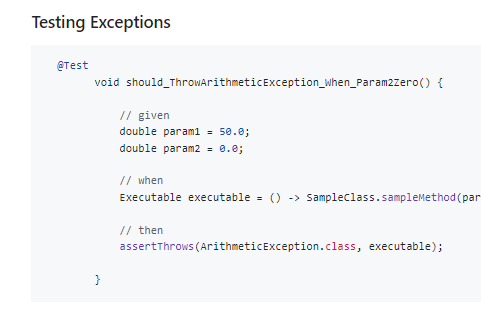 Testing Exceptions
@Test
void should_ThrowArithmeticException_When_Param2Zero() {
// given
double param1 = 50.0;
double param2 = 0.0;
// when
Executable executable = () -> SampleClass.sampleMethod(par
// then
assertThrows(ArithmeticException.class, executable);
}